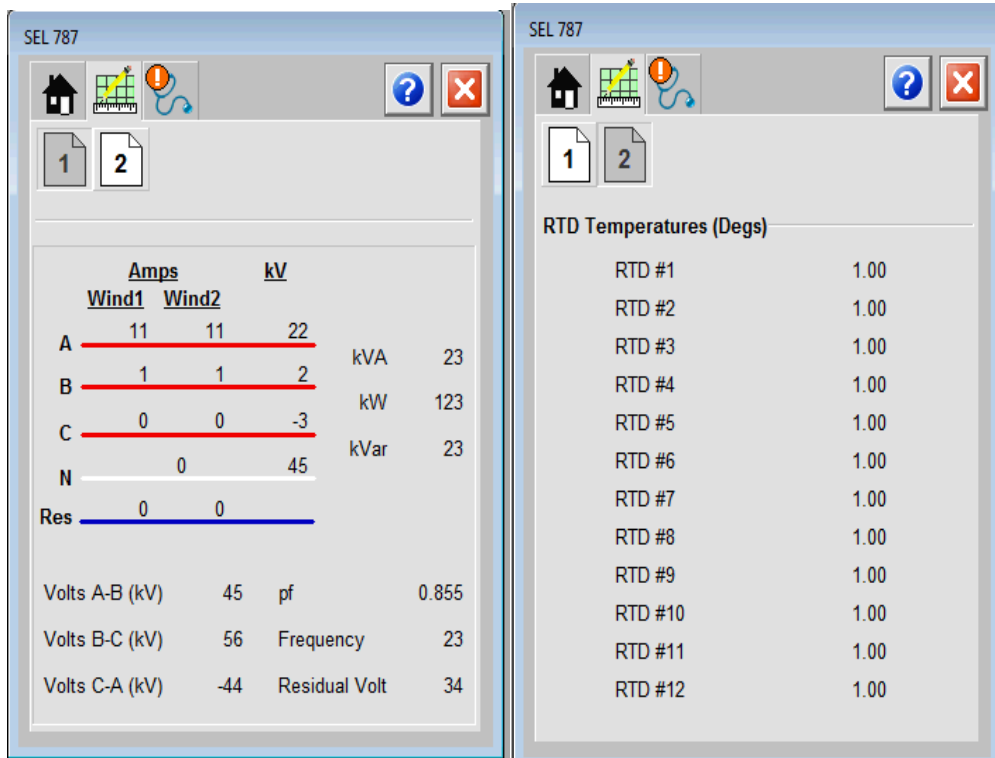 SEL 787
1 2
Amps kV
Wind1 Wind2
A 11 11 22
kVA 23
B 1 1 2
kW 123
C 0 0 -3
kVar 23
N 0 45
Res 0 0
Volts A-B (kV) 45 pf 0.855
Volts B-C (kV) 56 Frequency 23
Volts C-A (kV) -44 Residual Volt 34
SEL 787
1 2
RTD Temperatures (Degs)
RTD #1 1.00
RTD #2 1.00
RTD #3 1.00
RTD #4 1.00
RTD #5 1.00
RTD #6 1.00
RTD #7 1.00
RTD #8 1.00
RTD #9 1.00
RTD #10 1.00
RTD #11 1.00
RTD #12 1.00